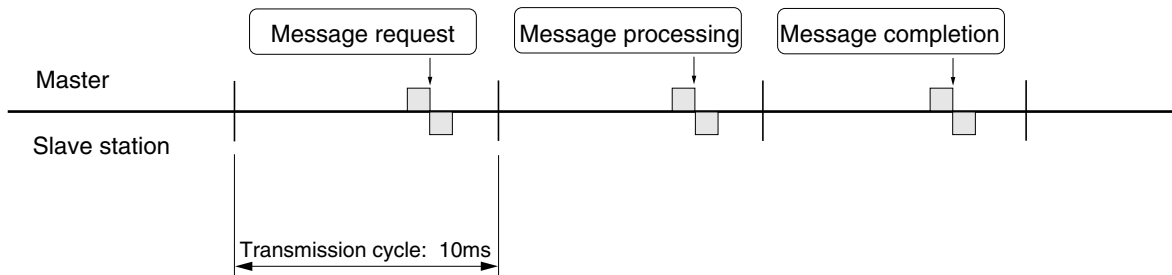 Message request
Message processing
Message completion
Master
Slave station
Transmission cycle: 10ms